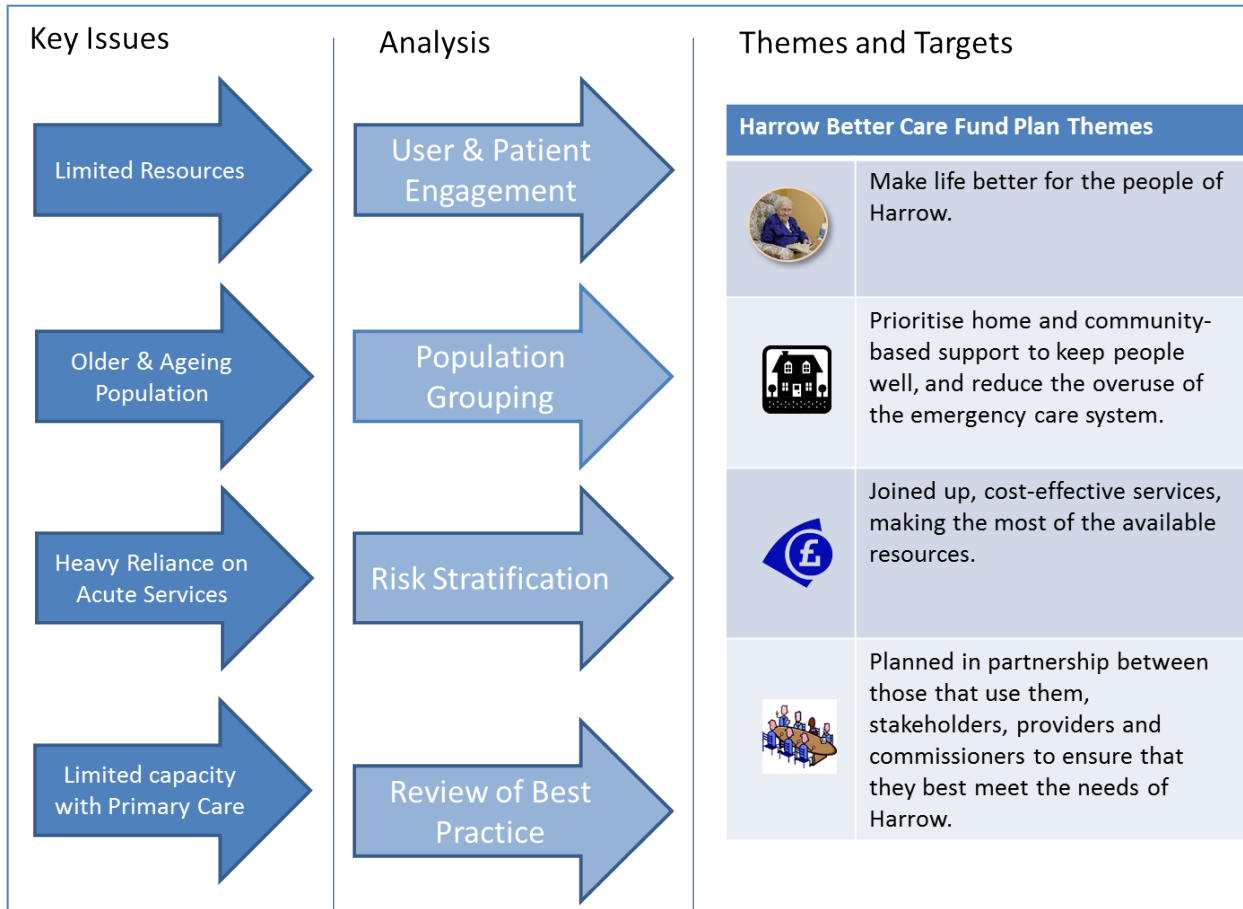 Key Issues
Analysis
Themes and Targets
Limited Resources
Older & Ageing
Population
Heavy Reliance on
Acute Services
Limited capacity
with Primary Care
User & Patient
Engagement
Population
Grouping
Risk Stratification
Review of Best
Practice
Harrow Better Care Fund Plan Themes
Make life better for the people of
Harrow.
Prioritise home and community-
based support to keep people
well, and reduce the overuse of
the emergency care system.
£
Joined up, cost-effective services,
making the most of the available
resources.
Planned in partnership between
those that use them,
stakeholders, providers and
commissioners to ensure that
they best meet the needs of
Harrow.